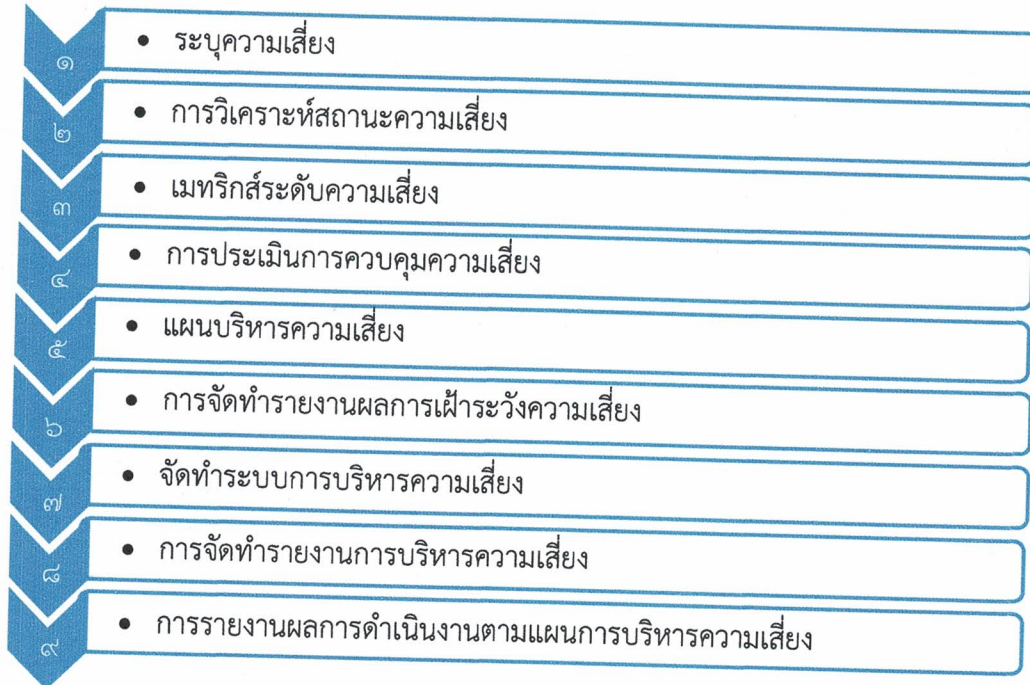 ๑ • ระบุความเสี่ยง
๒ • การวิเคราะห์สถานะความเสี่ยง
๓ • เมทริกส์ระดับความเสี่ยง
๔ • การประเมินการควบคุมความเสี่ยง
๕ • แผนบริหารความเสี่ยง
๖ • การจัดทำรายงานผลการเฝ้าระวังความเสี่ยง
๗ • จัดทำระบบการบริหารความเสี่ยง
๘ • การจัดทำรายงานการบริหารความเสี่ยง
๙ • การรายงานผลการดำเนินงานตามแผนการบริหารความเสี่ยง